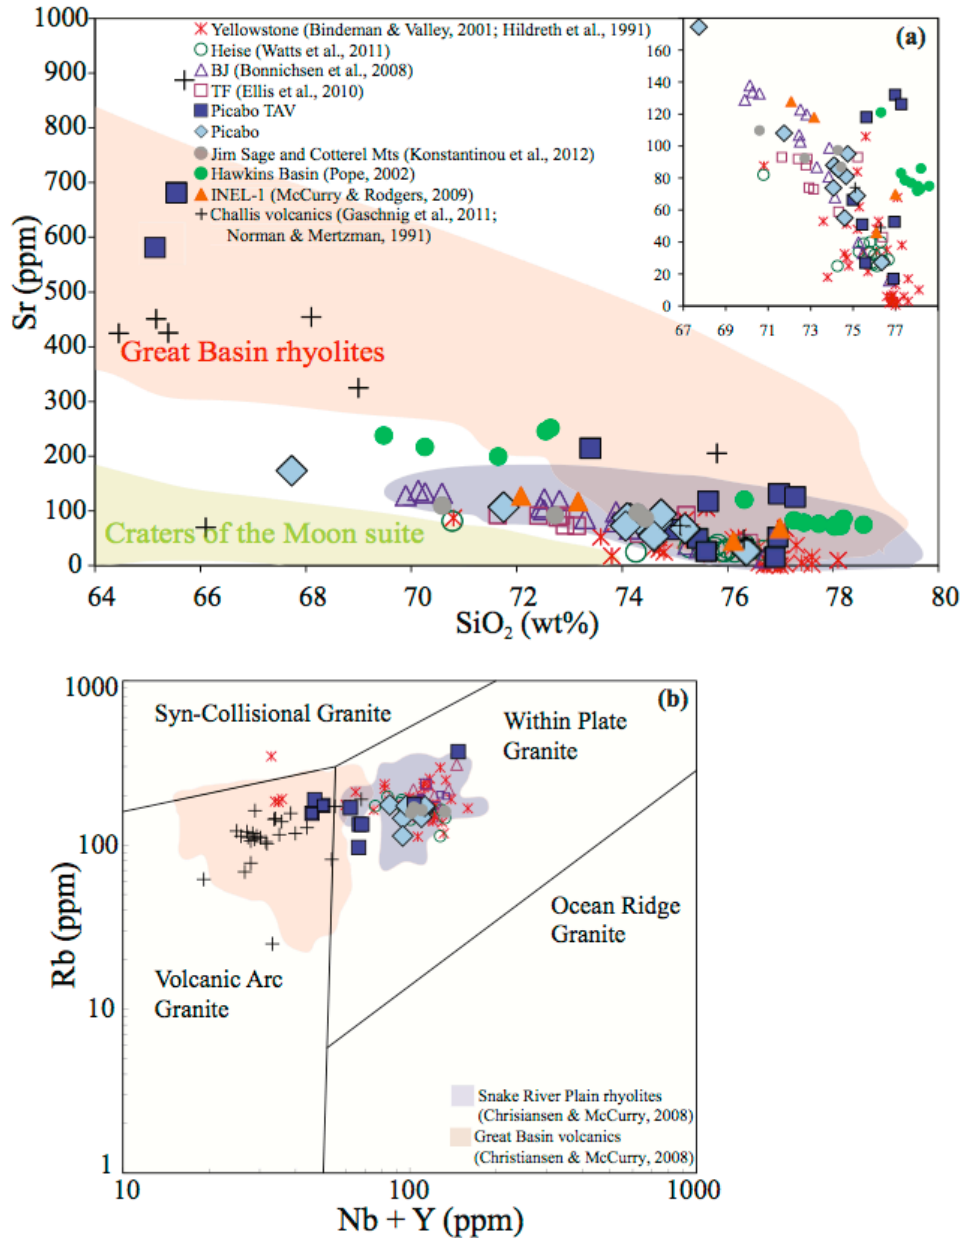 1000
900
800
700
600
500
400
300
200
100
0
Sr (ppm)
Yellowstone (Bindeman & Valley, 2001; Hildreth et al., 1991)
Heise (Watts et al., 2011)
BJ (Bonnichsen et al., 2008)
TF (Ellis et al., 2010)
Picabo TAV
Picabo
Jim Sage and Cotterel Mts (Konstantinou et al., 2012)
Hawkins Basin (Pope, 2002)
INEL-1 (McCurry & Rodgers, 2009)
Challis volcanics (Gaschnig et al., 2011;
Norman & Mertzman, 1991)
(a)
160
140
120
100
80
60
40
20
0
67 69 71 73 75 77
Great Basin rhyolites
Craters of the Moon suite
64 66 68 70 72 74 76 78 80
SiO₂ (wt%)
(b)
1000
100
10
1
Rb (ppm)
Syn-Collisional Granite
Within Plate
Granite
Ocean Ridge
Granite
Volcanic Arc
Granite
Snake River Plain rhyolites
(Chrisiansen & McCurry, 2008)
Great Basin volcanics
(Christiansen & McCurry, 2008)
10 100 1000
Nb + Y (ppm)